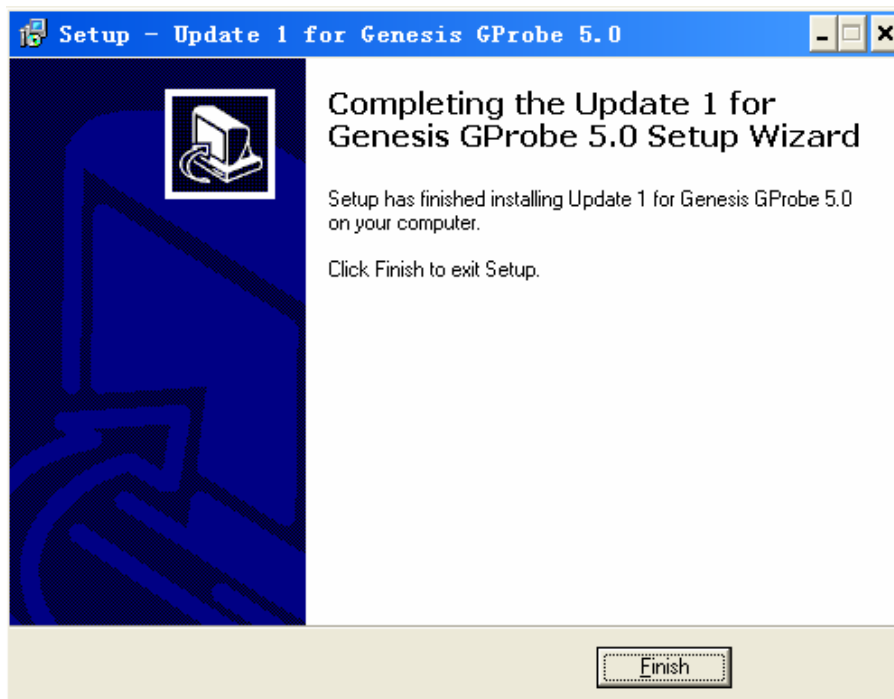 Setup - Update 1 for Genesis GProbe 5.0
Completing the Update 1 for
Genesis GProbe 5.0 Setup Wizard
Setup has finished installing Update 1 for Genesis GProbe 5.0
on your computer.
Click Finish to exit Setup.
Finish